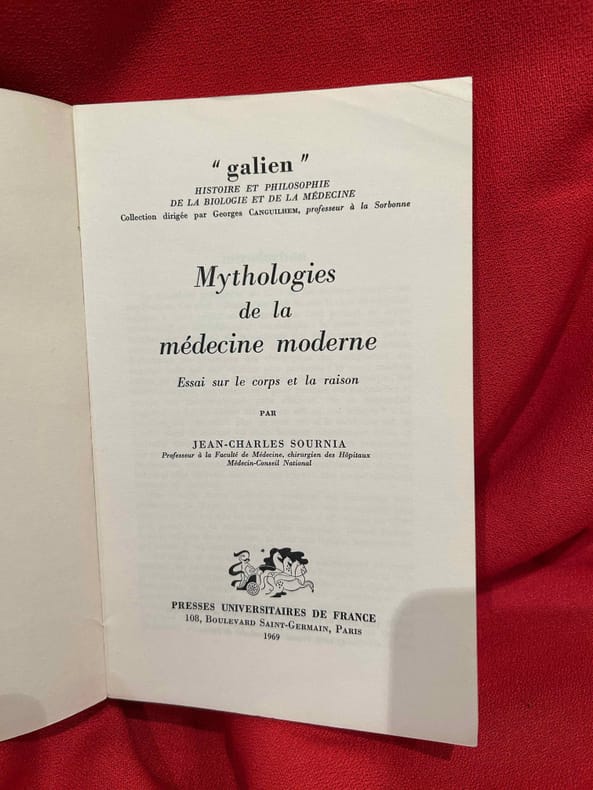 “ galien ”
HISTOIRE ET PHILOSOPHIE
DE LA BIOLOGIE ET DE LA MÉDECINE
Collection dirigée par Georges CANGUILHEM, professeur à la Sorbonne
Mythologies
de la
médecine moderne
Essai sur le corps et la raison
PAR
JEAN-CHARLES SOURNIA
Professeur à la Faculté de Médecine, chirurgien des Hôpitaux
Médecin-Conseil National
PRESSES UNIVERSITAIRES DE FRANCE
108, BOULEVARD SAINT-GERMAIN, PARIS
1969